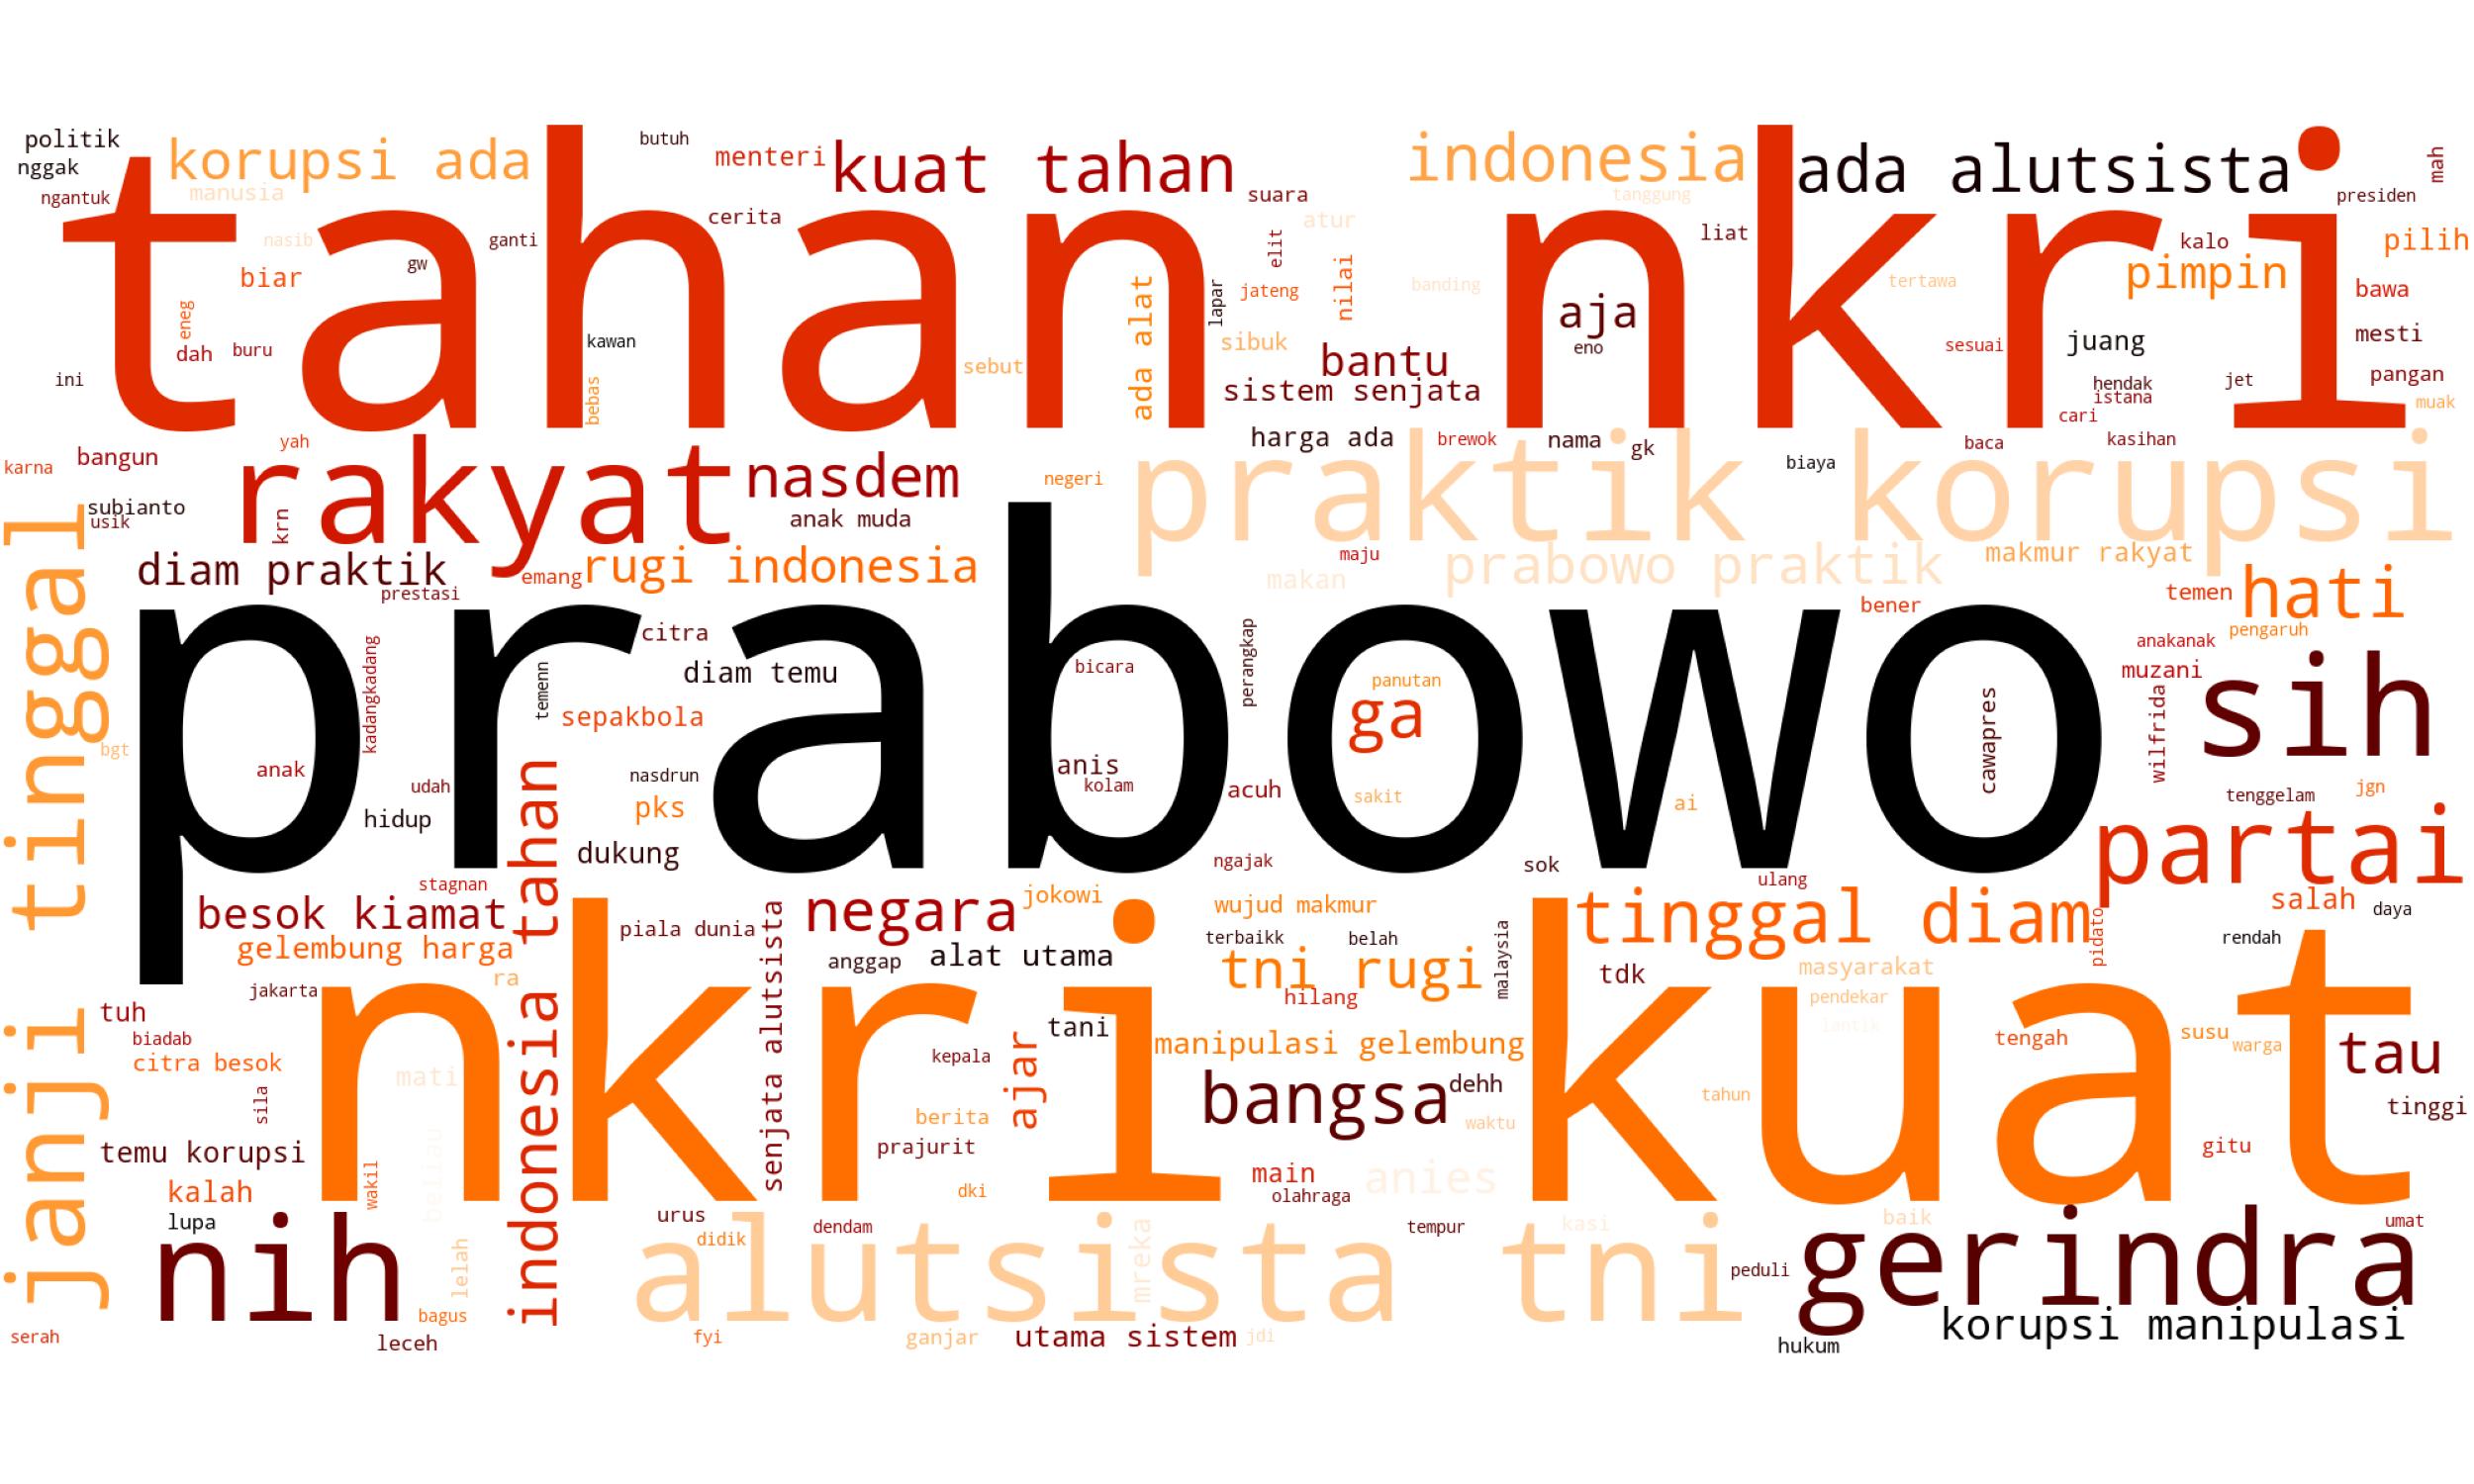 politik
korupsi ada
butuh
menteri
kuat tahan
indonesia
ada alutsista
mah
nggak
ngantuk
manusia
cerita
suara
tanggung
presiden
tahan nkri
nasib
ganti
gw
atur
elit
liat
kalo
pilih
biar
ada alat
lapar
jateng
nilai
banding
aja
tertawa
pimpin
bawa
eneg
dah
buru
kawan
sebut
sibuk
bantu
eno
sesuai
juang
mesti
ini
bebas
sistem senjata
hendak
istana
jet
pangan
cari
muak
yah
harga ada
brewok
nama
gk
baca
kasihan
karna
bangun
rakyat
nasdem
negeri
praktik korupsi
biaya
subianto
usik
krn
anak muda
janji tinggal
diam praktik
emang
rugi indonesia
maju
makan
prabowo praktik
makmur rakyat
prestasi
temen
hati
bener
pengaruh
prabowo
kadangkadang
citra
diam temu
temenn
bicara
perangkap
panutan
anakanak
muzani
sepakbola
ga
cawapres
wilfrida
sih
bgt
anak
udah
nasdrun
anis
kolam
acuh
sakit
ai
jgn
tenggelam
hidup
pks
dukung
ngajak
sok
partai
stagnan
indonesia tahan
ulang
besok kiamat
piala dunia
senjata alutsista
negara
jokowi
wujud makmur
tinggal diam
pidato
salah
daya
gelembung harga
anggap
alat utama
terbaikk
belah
malaysia
rendah
ra
tni rugi
tdk
masyarakat
jakarta
nkri kuat
hilang
pendekar
tuh
biadab
citra besok
tani
ajar
manipulasi gelembung
tengah
susu
warga
tau
kepala
mati
sila
bangsa
dehh
tahun
tinggi
berita
waktu
temu korupsi
beliau
prajurit
gitu
kalah
wakil
dki
main
olahraga
anies
lupa
nih
urus
didik
dendam
alutsista tni
mreka
tempur
kasi
baik
umat
lelah
peduli
gerindra
bagus
serah
leceh
fyi
ganjar
utama sistem
jdi
hukum
korupsi manipulasi